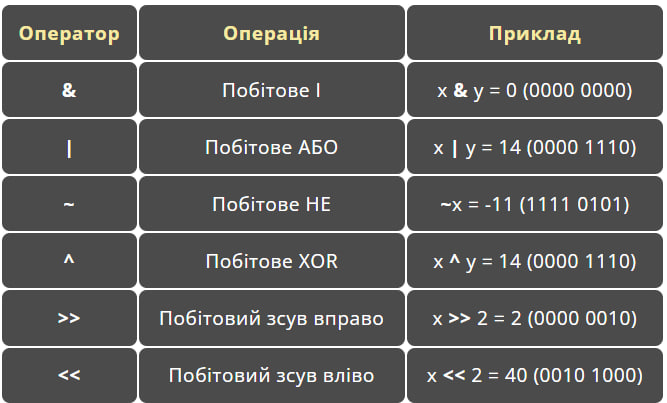 Оператор Операція Приклад
& Побітове І x & y = 0 (0000 0000)
| Побітове АБО x | y = 14 (0000 1110)
~ Побітове НЕ ~x = -11 (1111 0101)
^ Побітове XOR x ^ y = 14 (0000 1110)
>> Побітовий зсув вправо x >> 2 = 2 (0000 0010)
<< Побітовий зсув вліво x << 2 = 40 (0010 1000)